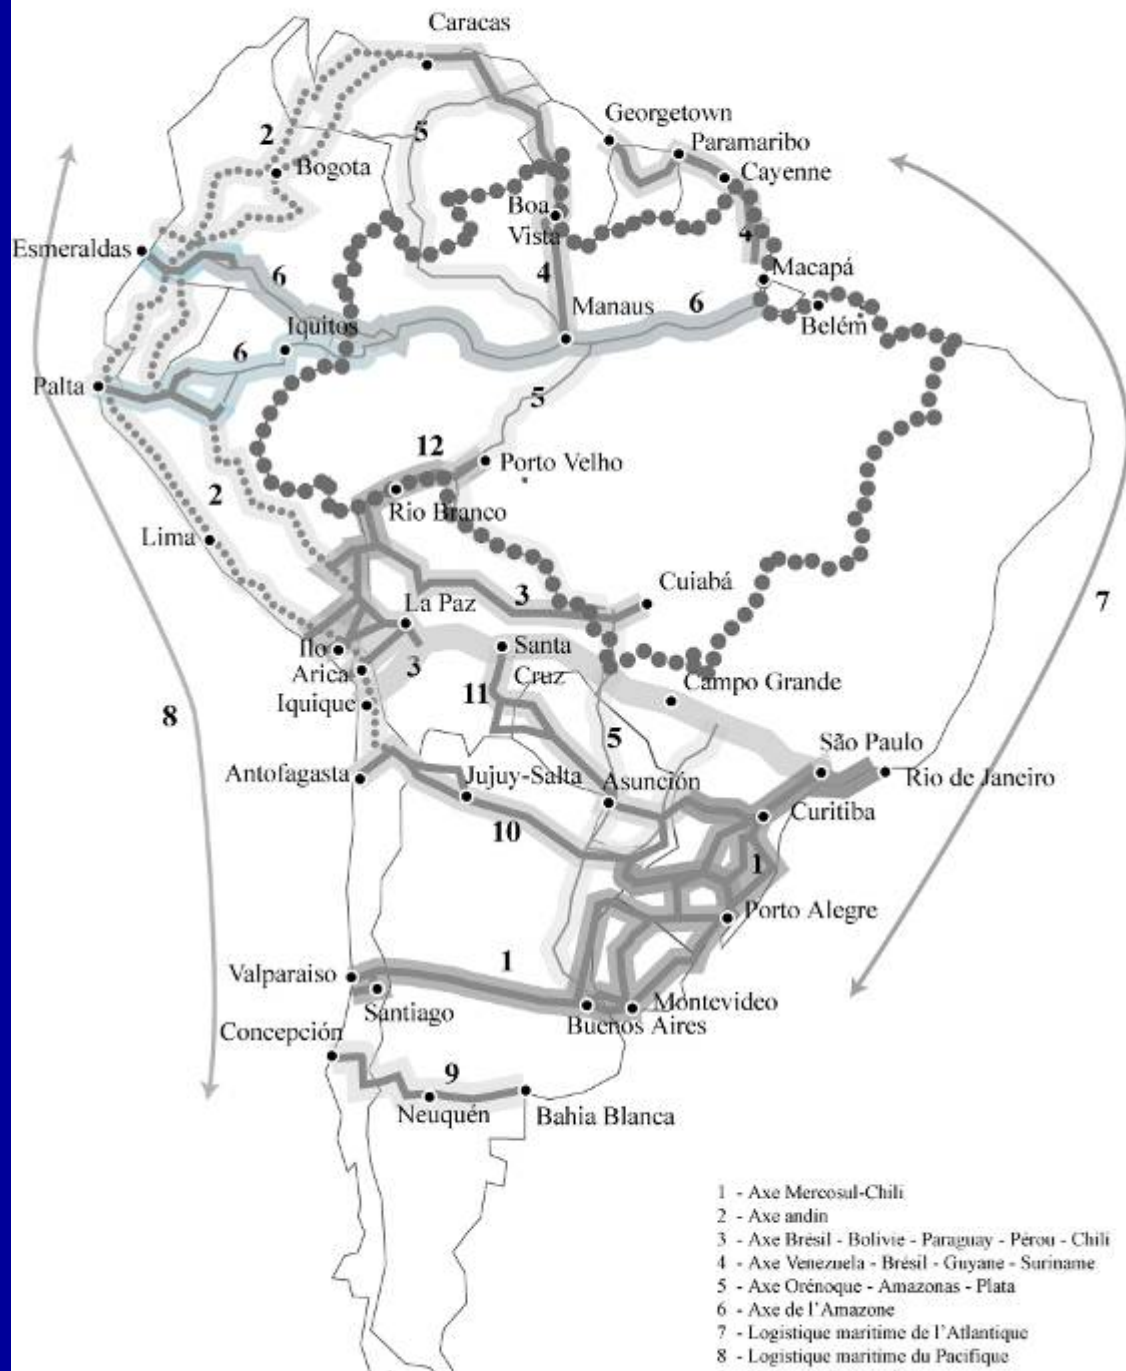 Caracas
Georgetown
5
2
Paramaribo
Bogota
Cayenne
Boa
Vista
4
Esmeraldas
6
4
Macapá
6
Manaus
Belém
Iquitos
6
Palta
5
12
Porto Velho
2
Rio Branco
Lima
Cuiabá
3
La Paz
7
Ilo
Santa
Cruz
3
Arica
11
Campo Grande
Iquique
8
5
São Paulo
Antofagasta
Jujuy-Salta
Asunción
Rio de Janeiro
10
Curitiba
1
Porto Alegre
1
Valparaiso
Santiago
Montevideo
Buenos Aires
Concepción
9
Neuquén
Bahia Blanca
1 - Axe Mercosul-Chili
2 - Axe andin
3 - Axe Brésil - Bolivie - Paraguay - Pérou - Chili
4 - Axe Venezuela - Brésil - Guyane - Suriname
5 - Axe Orénoque - Amazonas - Plata
6 - Axe de l'Amazone
7 - Logistique maritime de l'Atlantique
8 - Logistique maritime du Pacifique